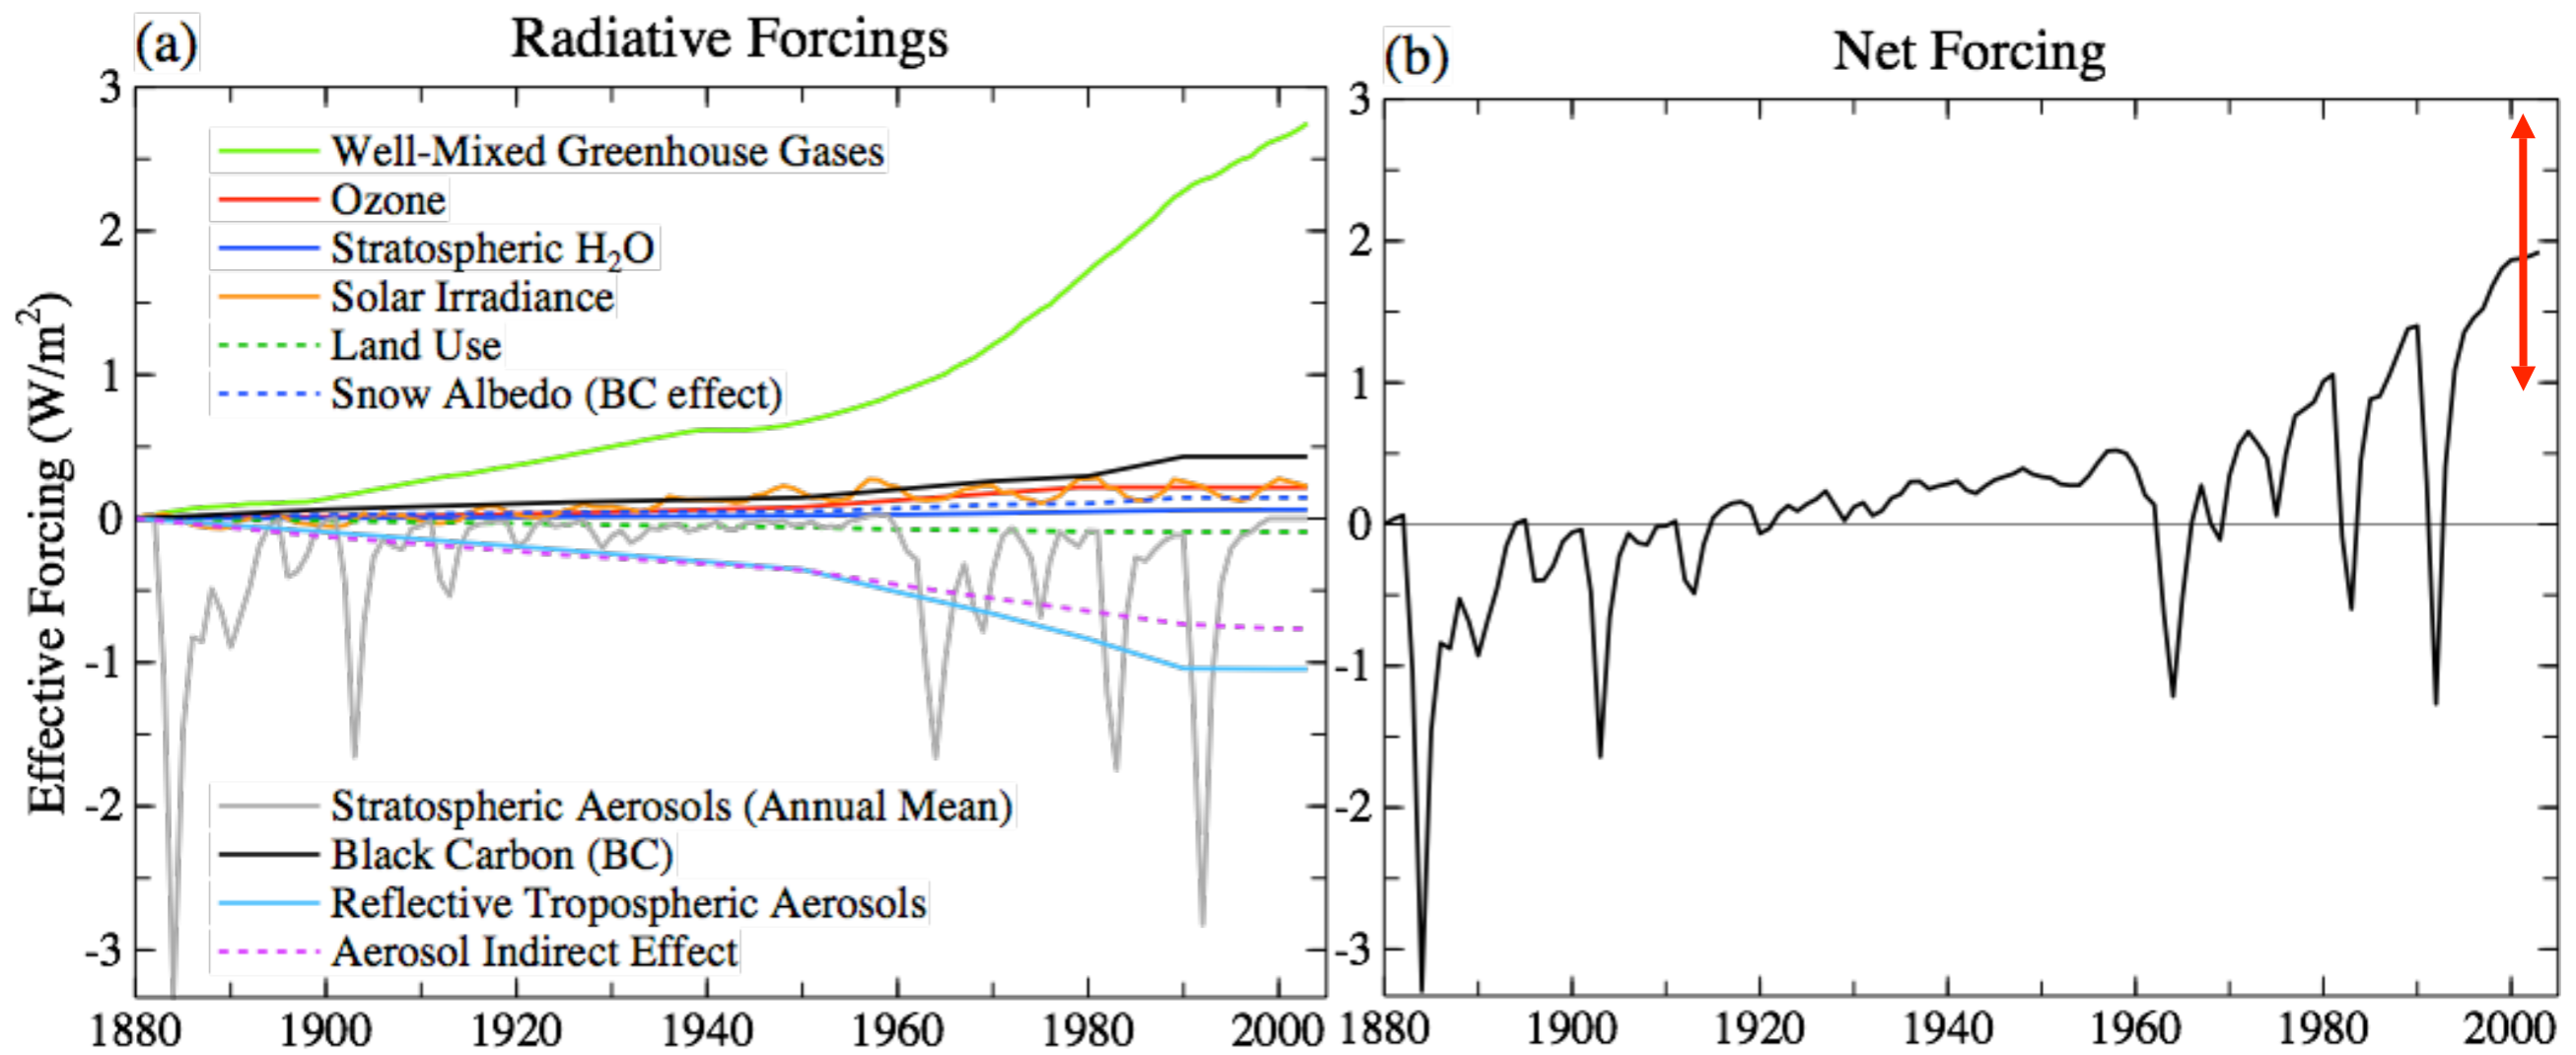 (a) Radiative Forcings
3
2
1
0
-1
-2
-3
Effective Forcing (W/m²)
Well-Mixed Greenhouse Gases
Ozone
Stratospheric H₂O
Solar Irradiance
Land Use
Snow Albedo (BC effect)
Stratospheric Aerosols (Annual Mean)
Black Carbon (BC)
Reflective Tropospheric Aerosols
Aerosol Indirect Effect
1880 1900 1920 1940 1960 1980 2000
(b) Net Forcing
3
2
1
0
-1
-2
-3
1880 1900 1920 1940 1960 1980 2000